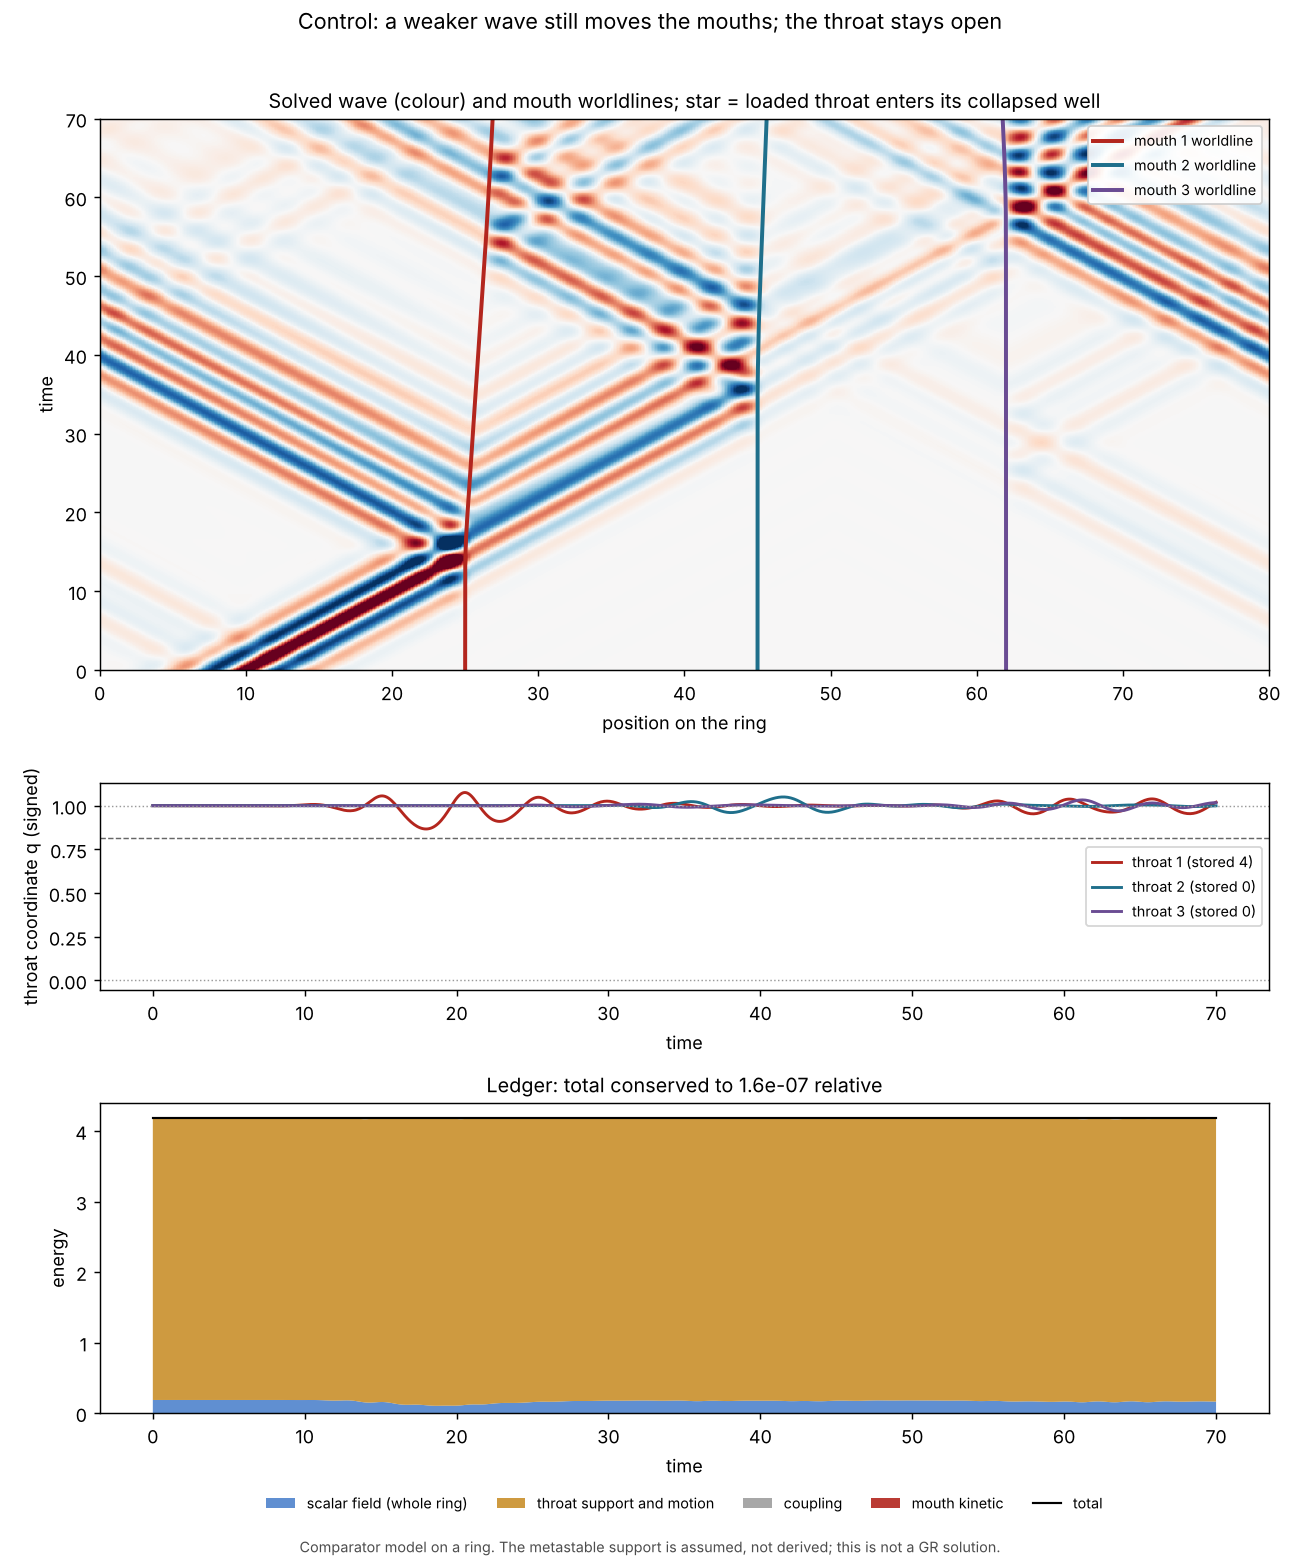 Control: a weaker wave still moves the mouths; the throat stays open
Solved wave (colour) and mouth worldlines; star = loaded throat enters its collapsed well
70
60
50
40
30
20
10
0
time
mouth 1 worldline
mouth 2 worldline
mouth 3 worldline
0 10 20 30 40 50 60 70 80
position on the ring
1.00
0.75
0.50
0.25
0.00
throat coordinate q (signed)
throat 1 (stored 4)
throat 2 (stored 0)
throat 3 (stored 0)
0 10 20 30 40 50 60 70
time
Ledger: total conserved to 1.6e-07 relative
4
3
2
1
0
energy
0 10 20 30 40 50 60 70
time
scalar field (whole ring) throat support and motion coupling mouth kinetic total
Comparator model on a ring. The metastable support is assumed, not derived; this is not a GR solution.